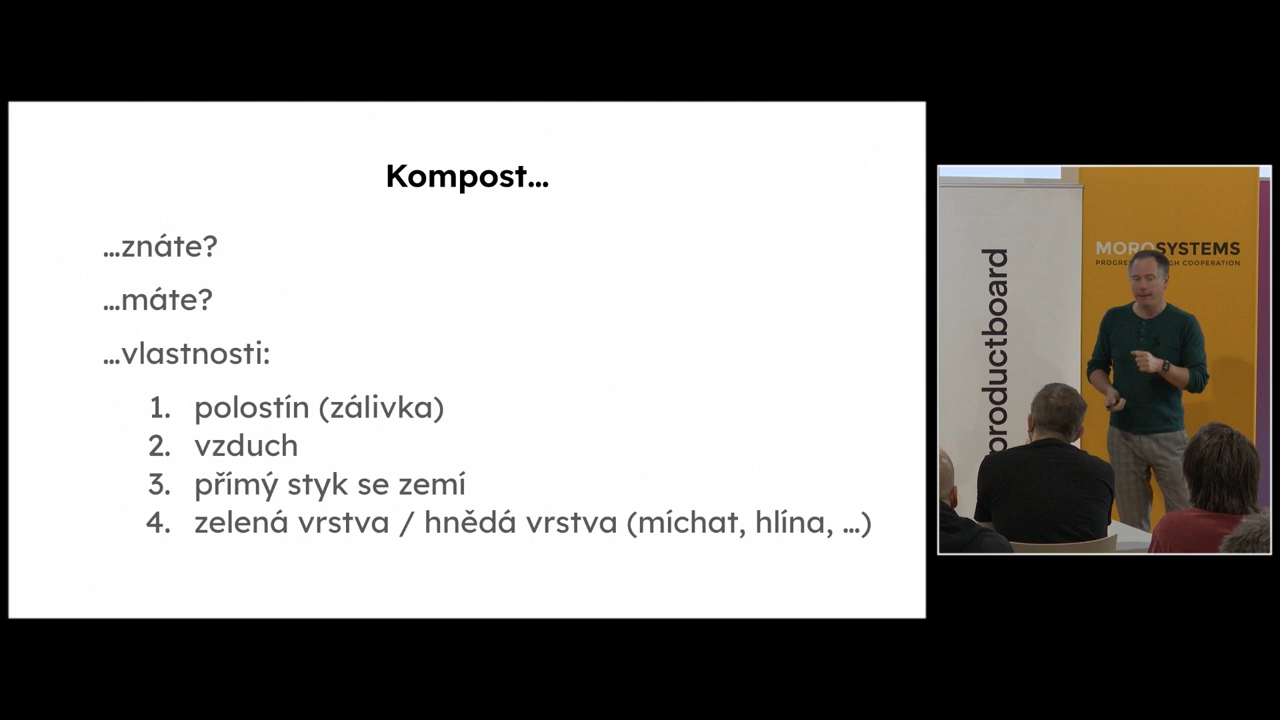 Kompost...
...znáte?
...máte?
...vlastnosti:
1. polostín (zálivka)
2. vzduch
3. přímý styk se zemí
4. zelená vrstva / hnědá vrstva (míchat, hlína, ...)
productboard
MOROSYSTEMS
COOPERATION